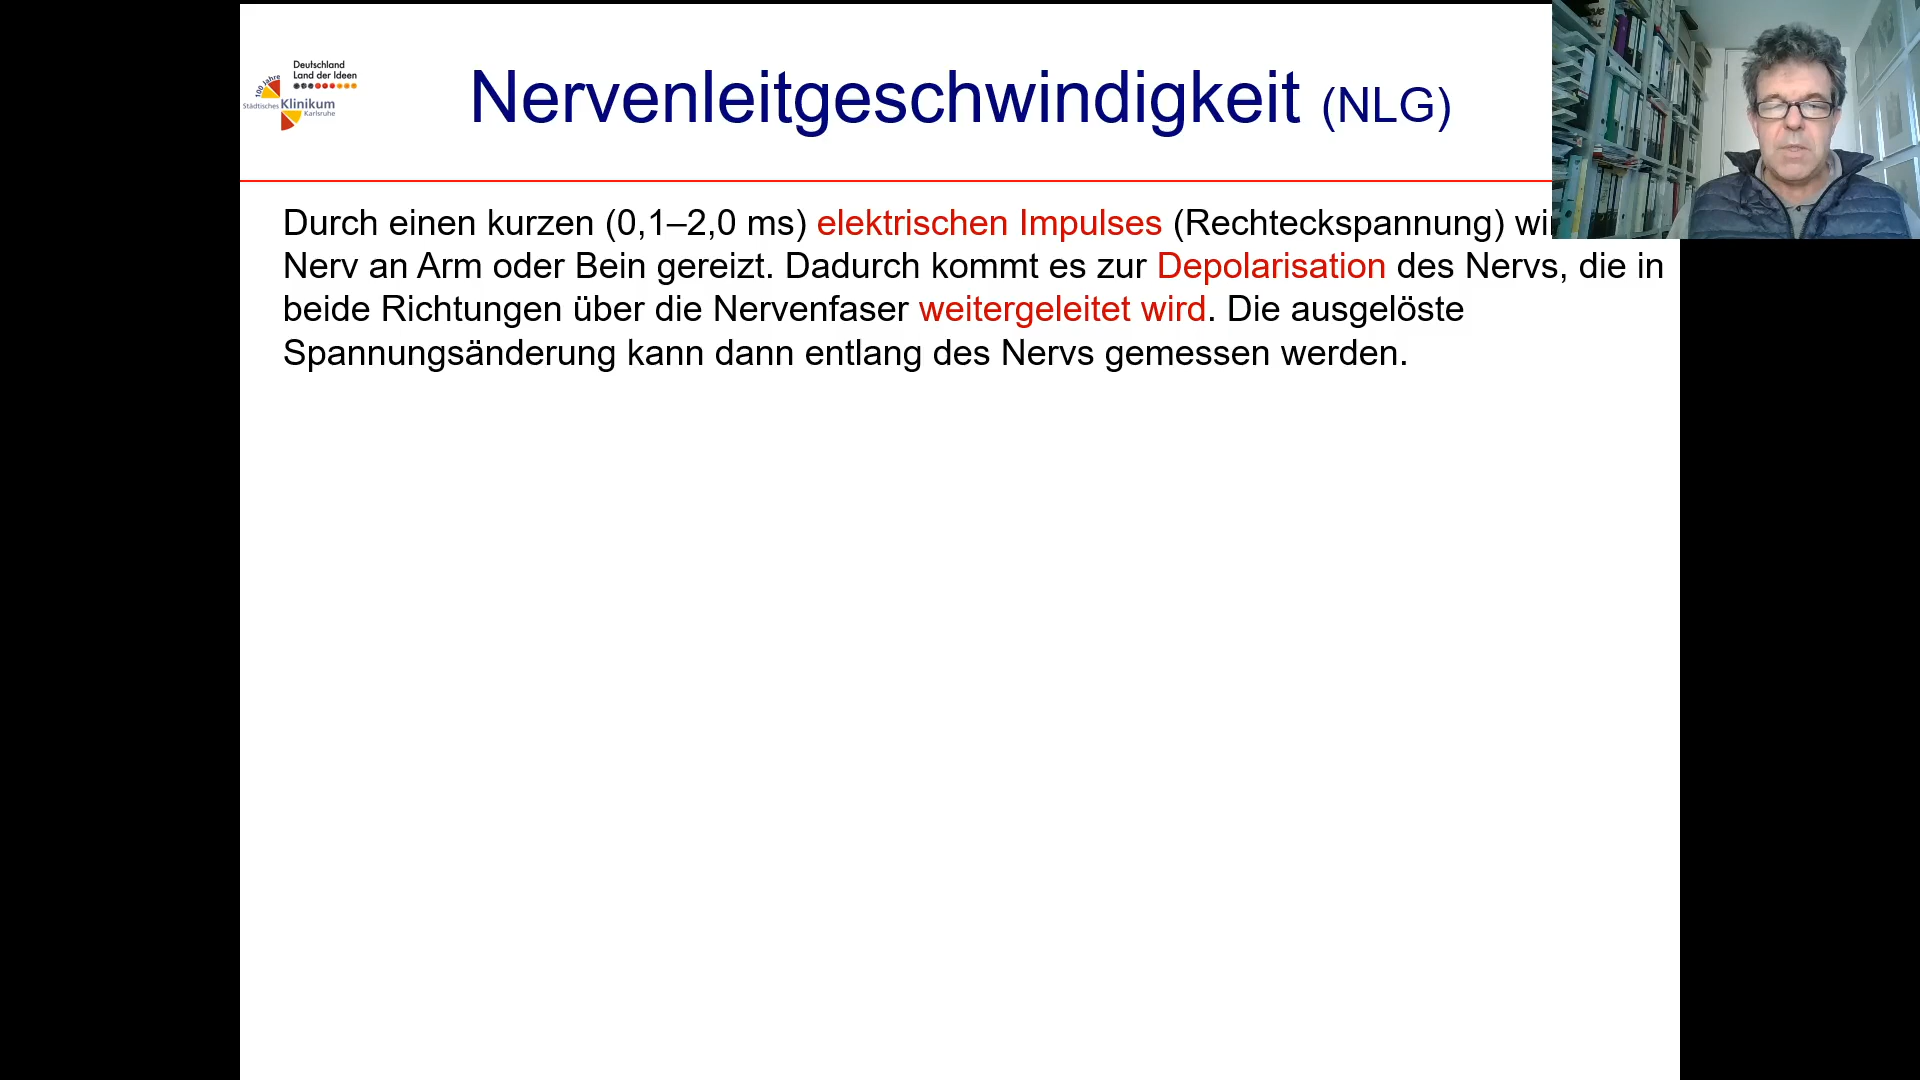 Deutschland
Land der Ideen
100 Jahre
Städtisches Klinikum
Karlsruhe
Nervenleitgeschwindigkeit (NLG)
Durch einen kurzen (0,1–2,0 ms) elektrischen Impulses (Rechteckspannung)
Nerv an Arm oder Bein gereizt. Dadurch kommt es zur Depolarisation des Nervs, die in
beide Richtungen über die Nervenfaser weitergeleitet wird. Die ausgelöste
Spannungsänderung kann dann entlang des Nervs gemessen werden.